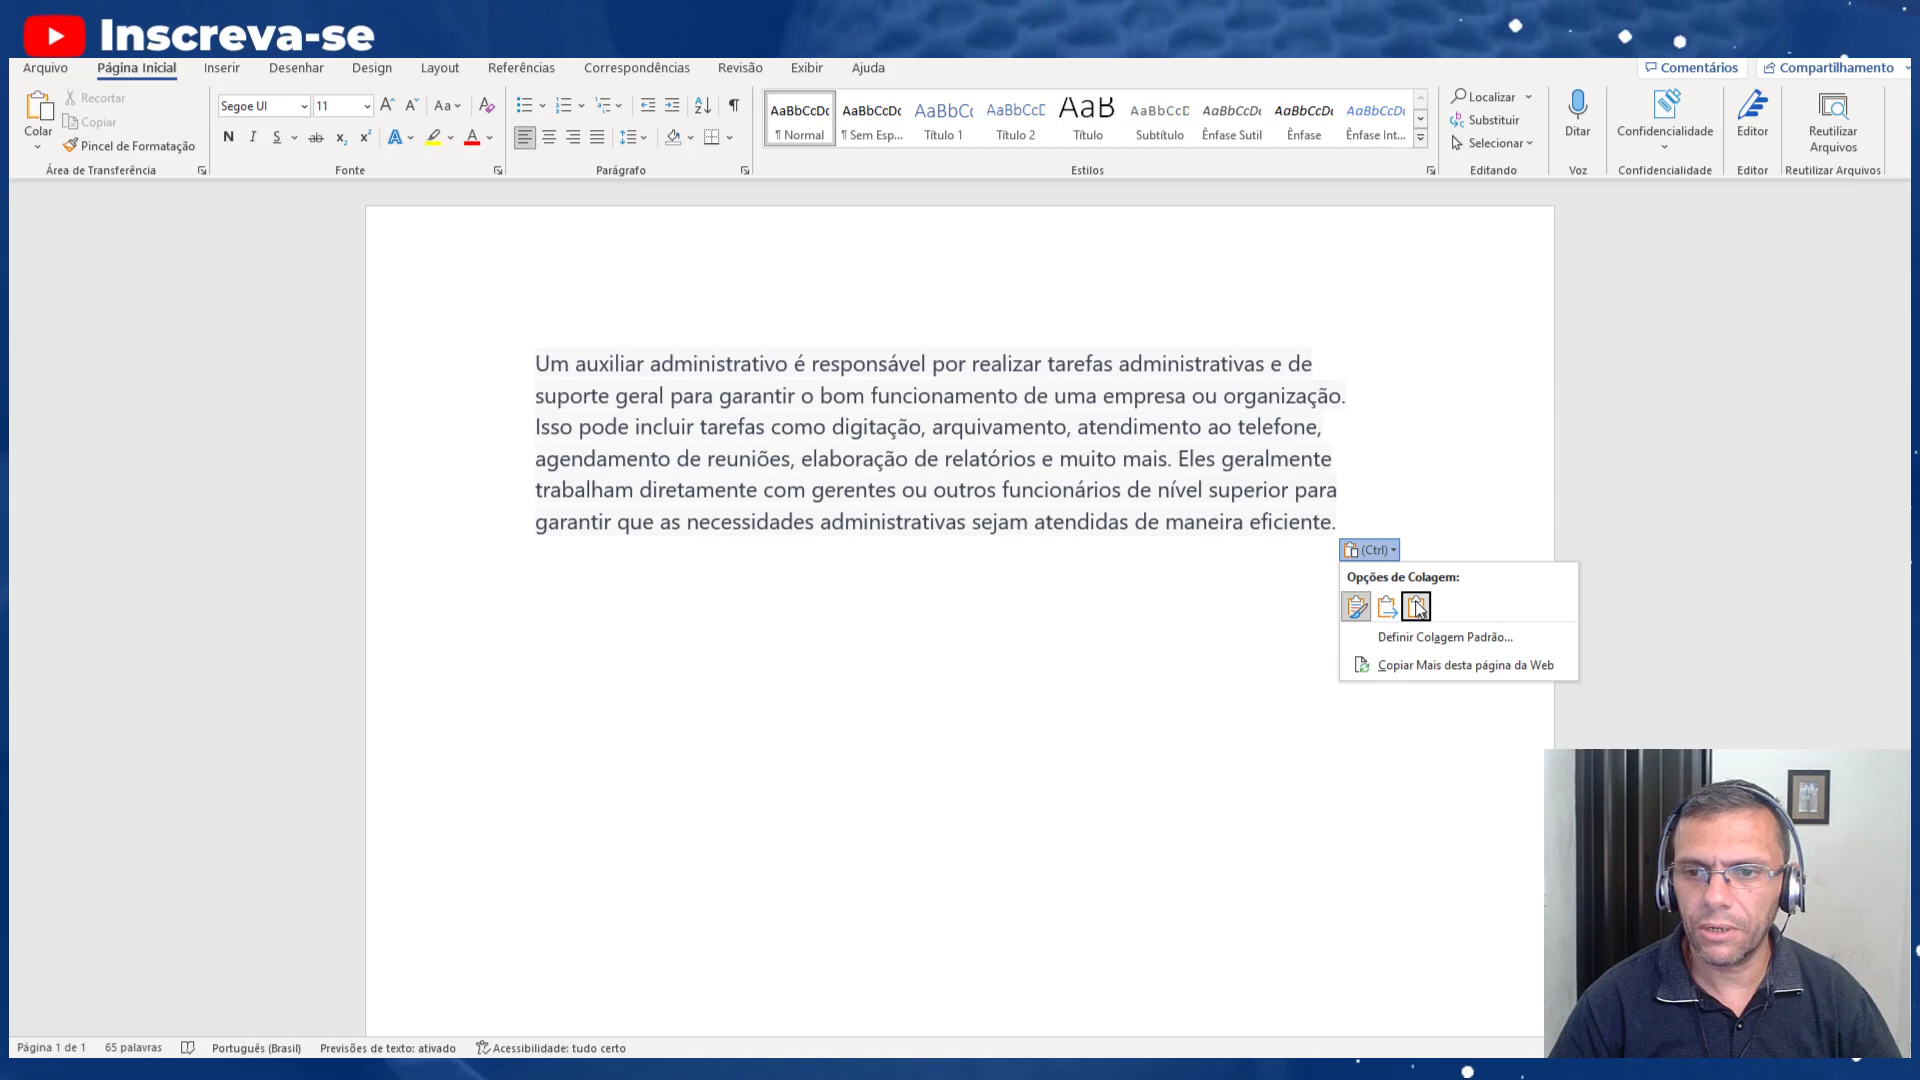 Inscreva-se
Arquivo Página Inicial Inserir Desenhar Design Layout Referências Correspondências Revisão Exibir Ajuda Comentários Compartilhamento
Colar
Recortar
Copiar
Pincel de Formatação
Área de Transferência
Segoe UI 11 Aa
N I S ab x₂ x² A A
Fonte
Parágrafo
AaBbCcDc AaBbCcDc AaBbCc AaBbCcC AaB AaBbCcD AaBbCcDc AaBbCcDc AaBbCcDc
¶ Normal ¶ Sem Esp... Título 1 Título 2 Título Subtítulo Ênfase Sutil Ênfase Ênfase Int...
Estilos
Localizar
Substituir
Selecionar
Editando
Ditar
Voz
Confidencialidade
Confidencialidade
Editor
Editor
Reutilizar
Arquivos
Reutilizar Arquivos
Um auxiliar administrativo é responsável por realizar tarefas administrativas e de
suporte geral para garantir o bom funcionamento de uma empresa ou organização.
Isso pode incluir tarefas como digitação, arquivamento, atendimento ao telefone,
agendamento de reuniões, elaboração de relatórios e muito mais. Eles geralmente
trabalham diretamente com gerentes ou outros funcionários de nível superior para
garantir que as necessidades administrativas sejam atendidas de maneira eficiente.
(Ctrl)
Opções de Colagem:
Definir Colagem Padrão...
Copiar Mais desta página da Web
Página 1 de 1 65 palavras Português (Brasil) Previsões de texto: ativado Acessibilidade: tudo certo